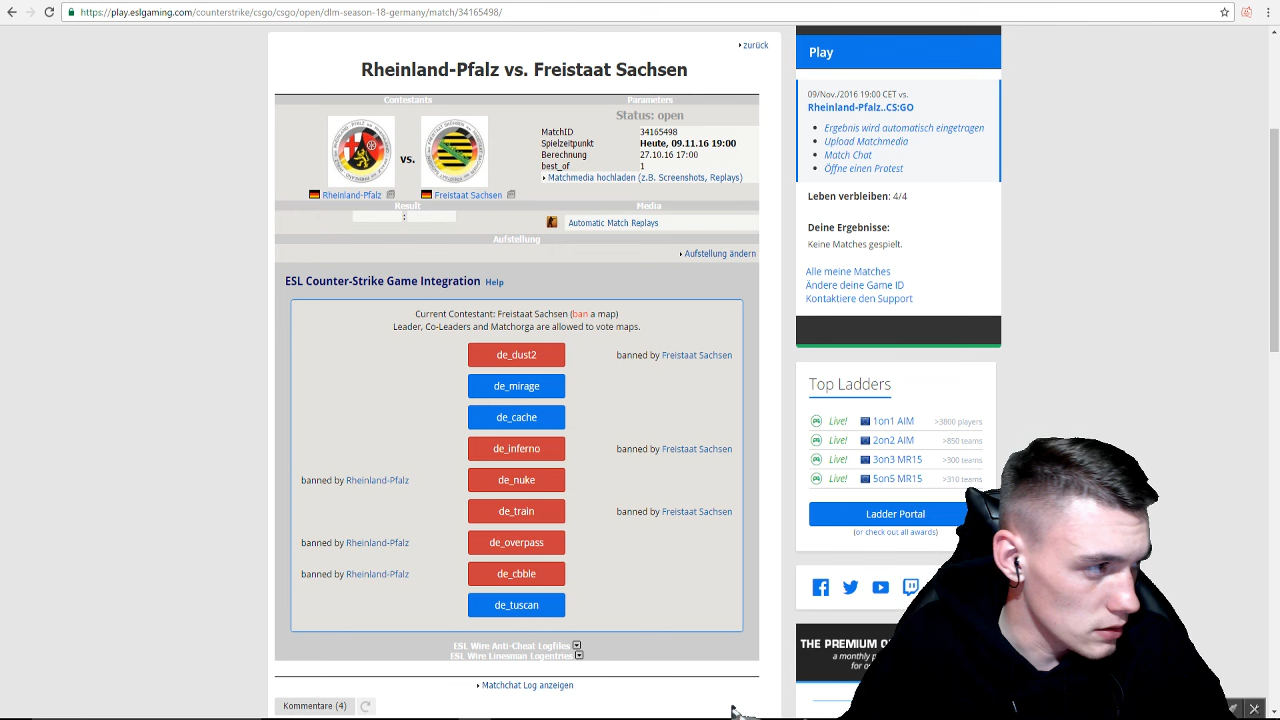 https://play.eslgaming.com/counterstrike/csgo/csgo/open/dlm-season-18-germany/match/34165498/
zurück
Rheinland-Pfalz vs. Freistaat Sachsen
Contestants
Parameters
Status: open
vs.
MatchID 34165498
Spielzeitpunkt Heute, 09.11.16 19:00
Berechnung 27.10.16 17:00
best_of 1
Matchmedia hochladen (z.B. Screenshots, Replays)
Rheinland-Pfalz
Freistaat Sachsen
Result
Media
:
Automatic Match Replays
Aufstellung
Aufstellung ändern
ESL Counter-Strike Game Integration Help
Current Contestant: Freistaat Sachsen (ban a map)
Leader, Co-Leaders and Matchorga are allowed to vote maps.
de_dust2 banned by Freistaat Sachsen
de_mirage
de_cache
de_inferno banned by Freistaat Sachsen
banned by Rheinland-Pfalz de_nuke
de_train banned by Freistaat Sachsen
banned by Rheinland-Pfalz de_overpass
banned by Rheinland-Pfalz de_cbble
de_tuscan
ESL Wire Anti-Cheat Logfiles
ESL Wire Linesman Logentries
Matchchat Log anzeigen
Kommentare (4)
Play
09/Nov./2016 19:00 CET vs.
Rheinland-Pfalz..CS:GO
Ergebnis wird automatisch eingetragen
Upload Matchmedia
Match Chat
Öffne einen Protest
Leben verbleiben: 4/4
Deine Ergebnisse:
Keine Matches gespielt.
Alle meine Matches
Ändere deine Game ID
Kontaktiere den Support
Top Ladders
Live! 1on1 AIM >3800 players
Live! 2on2 AIM >850 teams
Live! 3on3 MR15 >300 teams
Live! 5on5 MR15 >310 teams
Ladder Portal
(or check out all awards)
THE PREMIUM
a monthly